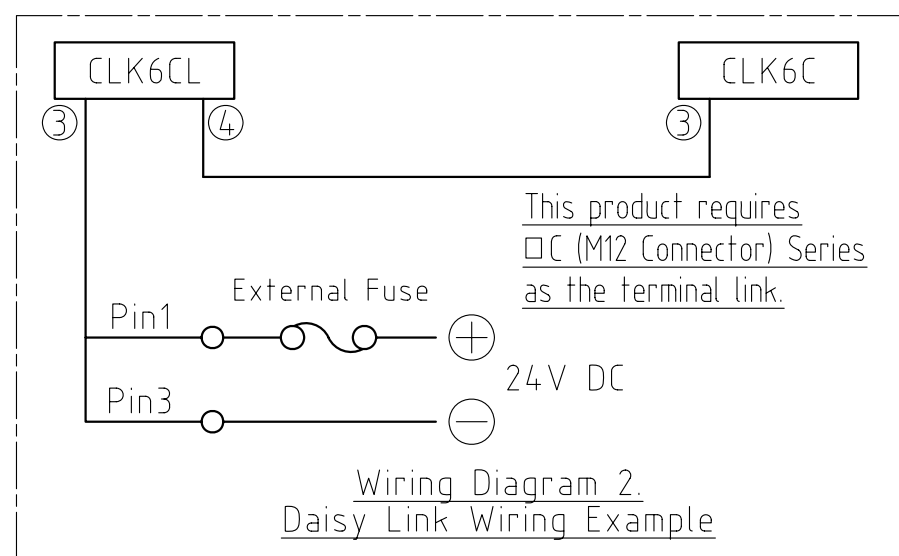 CLK6CL
CLK6C
③
④
③
This product requires
□C (M12 Connector) Series
as the terminal link.
External Fuse
Pin1
+
24V DC
Pin3
−
Wiring Diagram 2.
Daisy Link Wiring Example